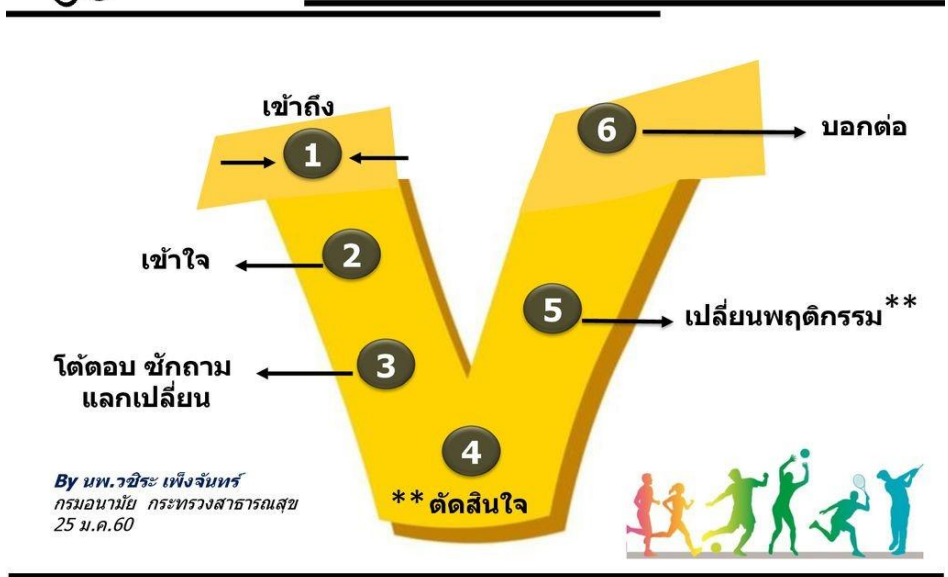 เข้าถึง
1
6
บอกต่อ
2
เข้าใจ
5
เปลี่ยนพฤติกรรม**
3
โต้ตอบ ซักถาม
แลกเปลี่ยน
4
**ตัดสินใจ
By นพ.วชิระ เพ็งจันทร์
กรมอนามัย กระทรวงสาธารณสุข
25 ม.ค.60